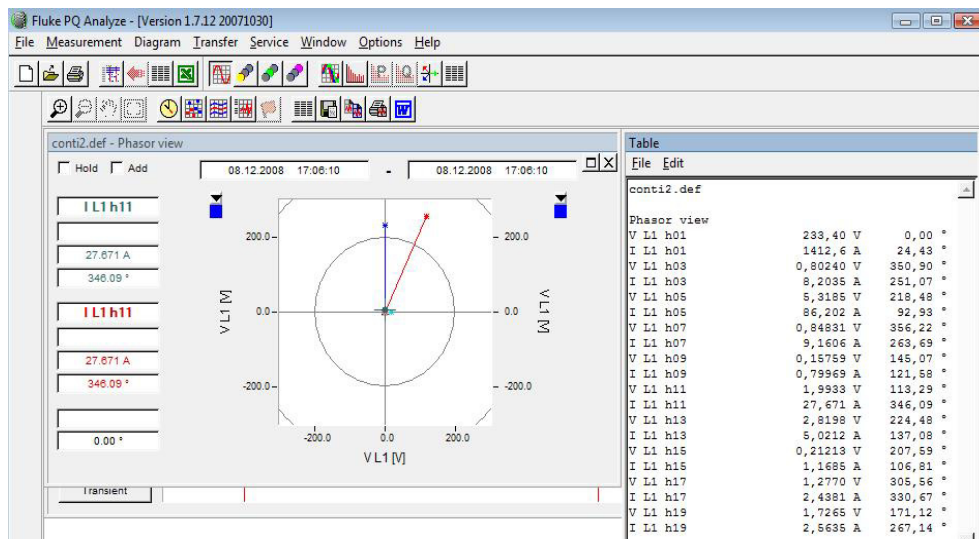 Fluke PQ Analyze - [Version 1.7.12 20071030]
File Measurement Diagram Transfer Service Window Options Help
conti2.def - Phasor view
Hold Add
08.12.2008 17:06:10 - 08.12.2008 17:06:10
I L1 h11
27.671 A
346.09 °
I L1 h11
27.671 A
346.09 °
0.00 °
V L1 [V]
200.0
0.0
-200.0
-200.0 0.0 200.0
V L1 [V]
200.0
0.0
-200.0
V L1 [V]
Transient
Table
File Edit
conti2.def
Phasor view
V L1 h01 233,40 V 0,00 °
I L1 h01 1412,6 A 24,43 °
V L1 h03 0,80240 V 350,90 °
I L1 h03 8,2035 A 251,07 °
V L1 h05 5,3185 V 218,48 °
I L1 h05 86,202 A 92,93 °
V L1 h07 0,84831 V 356,22 °
I L1 h07 9,1606 A 263,69 °
V L1 h09 0,15759 V 145,07 °
I L1 h09 0,79969 A 121,58 °
V L1 h11 1,9933 V 113,29 °
I L1 h11 27,671 A 346,09 °
V L1 h13 2,8198 V 224,48 °
I L1 h13 5,0212 A 137,08 °
V L1 h15 0,21213 V 207,59 °
I L1 h15 1,1685 A 106,81 °
V L1 h17 1,2770 V 305,56 °
I L1 h17 2,4381 A 330,67 °
V L1 h19 1,7265 V 171,12 °
I L1 h19 2,5635 A 267,14 °